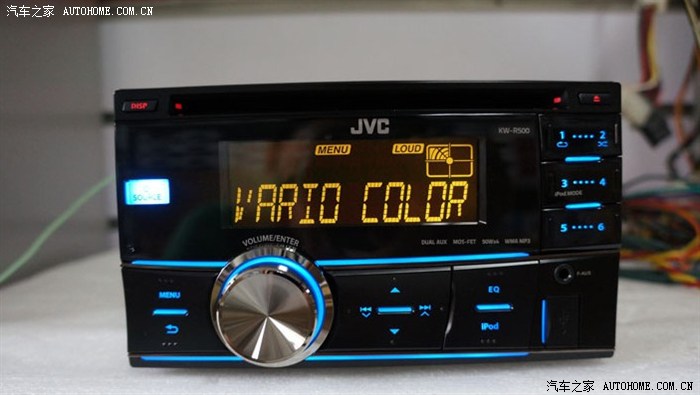 汽车之家 AUTOHOME.COM.CN
DISP
JVC
KW-R500
MENU LOUD
VARIO COLOR
1 2
3 4
iPod MODE
5 6
SOURCE
VOLUME/ENTER
DUAL AUX MOS-FET 50Wx4 WMA MP3
MENU
EQ
iPod
F-AUX
汽车之家 AUTOHOME.COM.CN